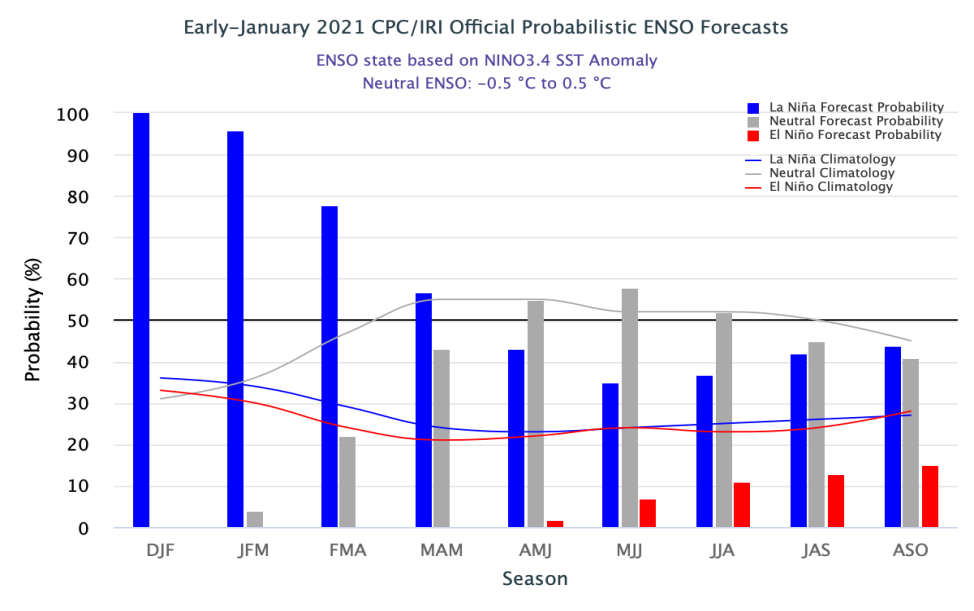 Early-January 2021 CPC/IRI Official Probabilistic ENSO Forecasts
ENSO state based on NINO3.4 SST Anomaly
Neutral ENSO: -0.5 °C to 0.5 °C
La Niña Forecast Probability
Neutral Forecast Probability
El Niño Forecast Probability
La Niña Climatology
Neutral Climatology
El Niño Climatology
Probability (%)
100
90
80
70
60
50
40
30
20
10
0
DJF JFM FMA MAM AMJ MJJ JJA JAS ASO
Season